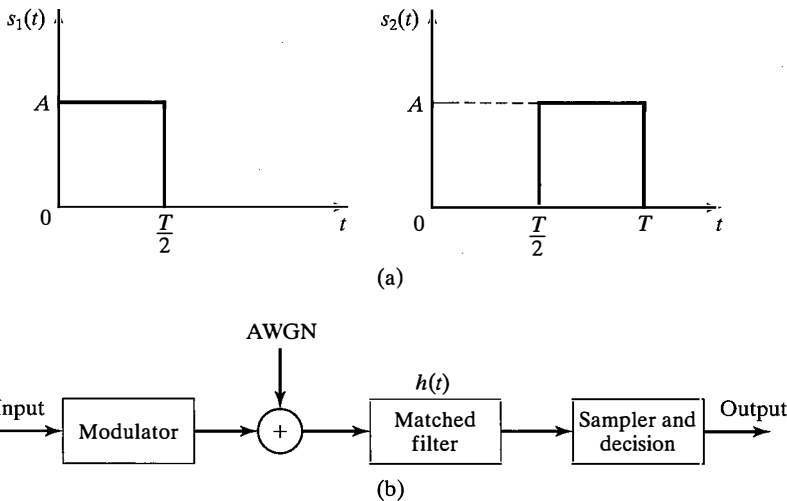 s₁(t)
A
0
T/2
t
s₂(t)
A
0
T/2
T
t
(a)
AWGN
h(t)
Input
Modulator
+
Matched
filter
Sampler and
decision
Output
(b)